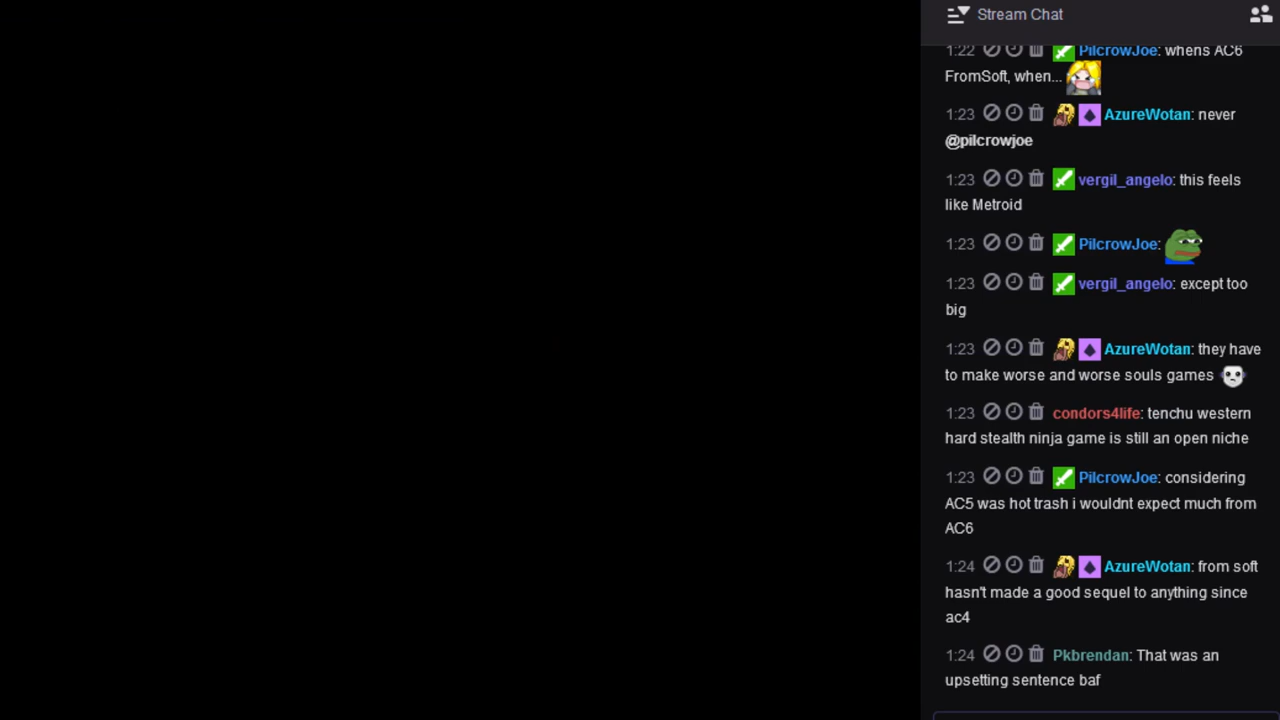 Stream Chat
1:22 PilcrowJoe: whens AC6
FromSoft, when...
1:23 AzureWotan: never
@pilcrowjoe
1:23 vergil_angelo: this feels
like Metroid
1:23 PilcrowJoe:
1:23 vergil_angelo: except too
big
1:23 AzureWotan: they have
to make worse and worse souls games
1:23 condors4life: tenchu western
hard stealth ninja game is still an open niche
1:23 PilcrowJoe: considering
AC5 was hot trash i wouldnt expect much from
AC6
1:24 AzureWotan: from soft
hasn't made a good sequel to anything since
ac4
1:24 Pkbrendan: That was an
upsetting sentence baf